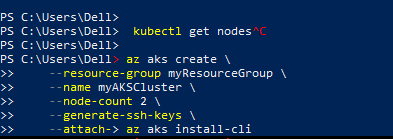 PS C:\Users\Dell>
PS C:\Users\Dell>  kubectl get nodes^C
PS C:\Users\Dell>
PS C:\Users\Dell> az aks create \
>>     --resource-group myResourceGroup \
>>     --name myAKSCluster \
>>     --node-count 2 \
>>     --generate-ssh-keys \
>>     --attach-> az aks install-cli